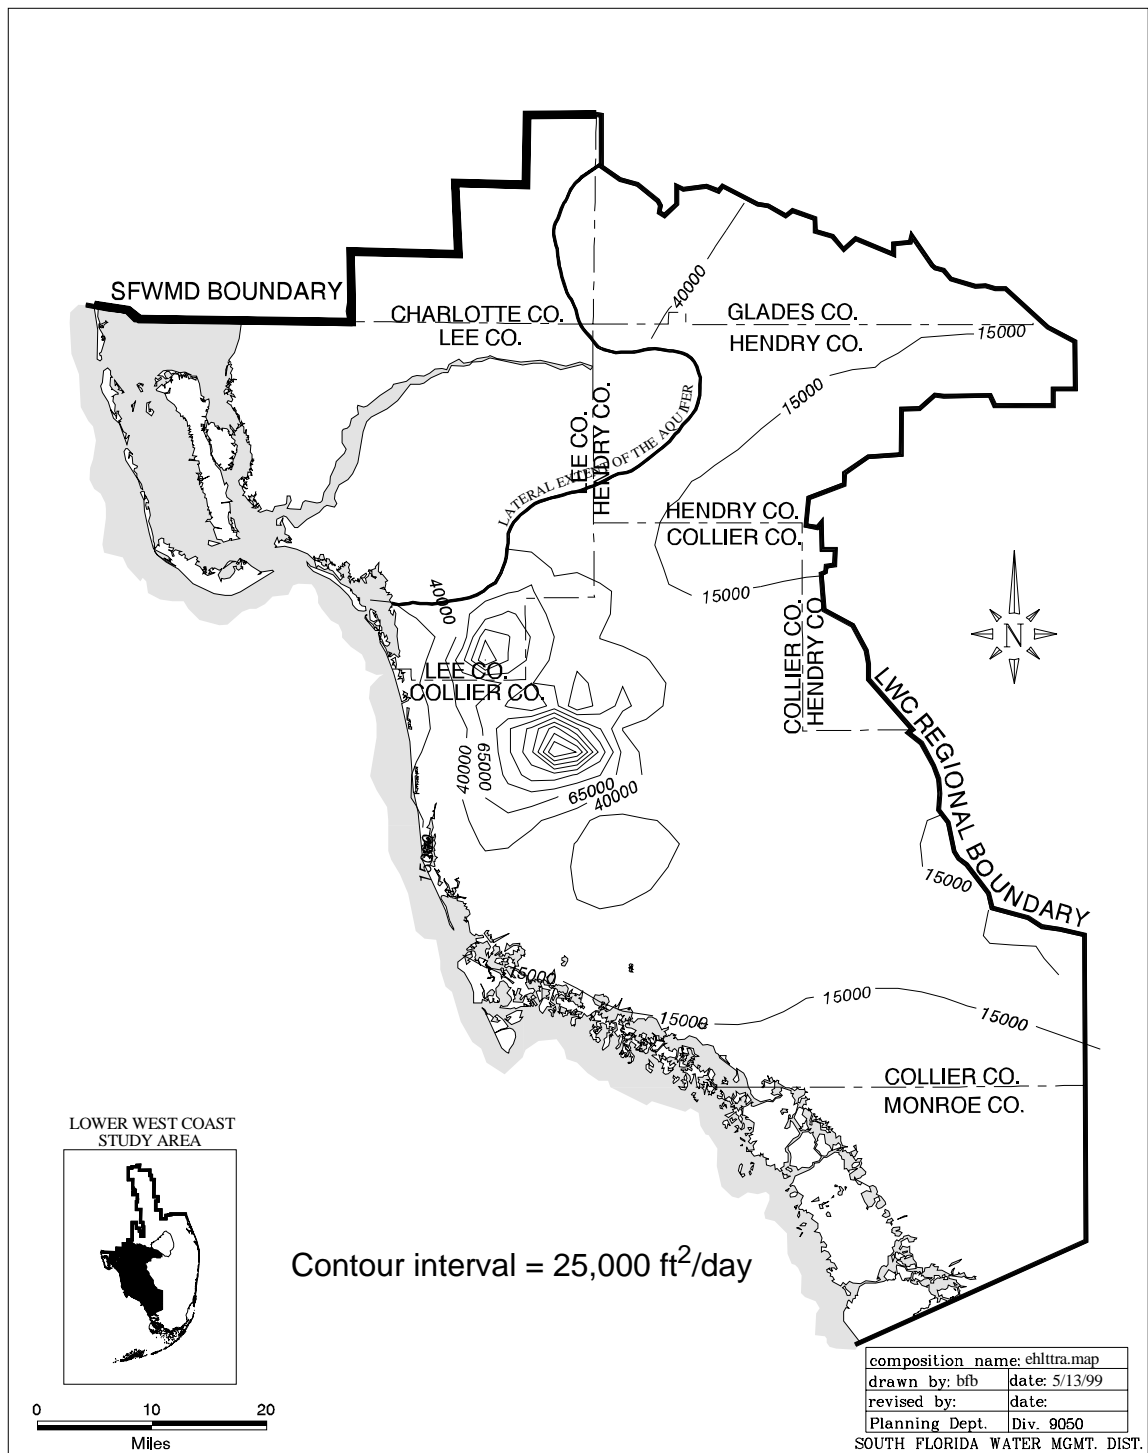 SFWMD BOUNDARY
40000
CHARLOTTE CO.
LEE CO.
GLADES CO.
HENDRY CO.
15000
15000
LEE CO.
HENDRY CO.
LATERAL EXTENT OF THE AQUIFER
HENDRY CO.
COLLIER CO.
40000
15000
COLLIER CO.
HENDRY CO.
N
LEE CO.
COLLIER CO.
LWC REGIONAL BOUNDARY
40000
65000
65000
40000
15000
15000
15000
15000
15000
15000
COLLIER CO.
MONROE CO.
LOWER WEST COAST
STUDY AREA
Contour interval = 25,000 ft²/day
0 10 20
Miles
composition name: ehlttra.map
drawn by: bfb date: 5/13/99
revised by: date:
Planning Dept. Div. 9050
SOUTH FLORIDA WATER MGMT. DIST.